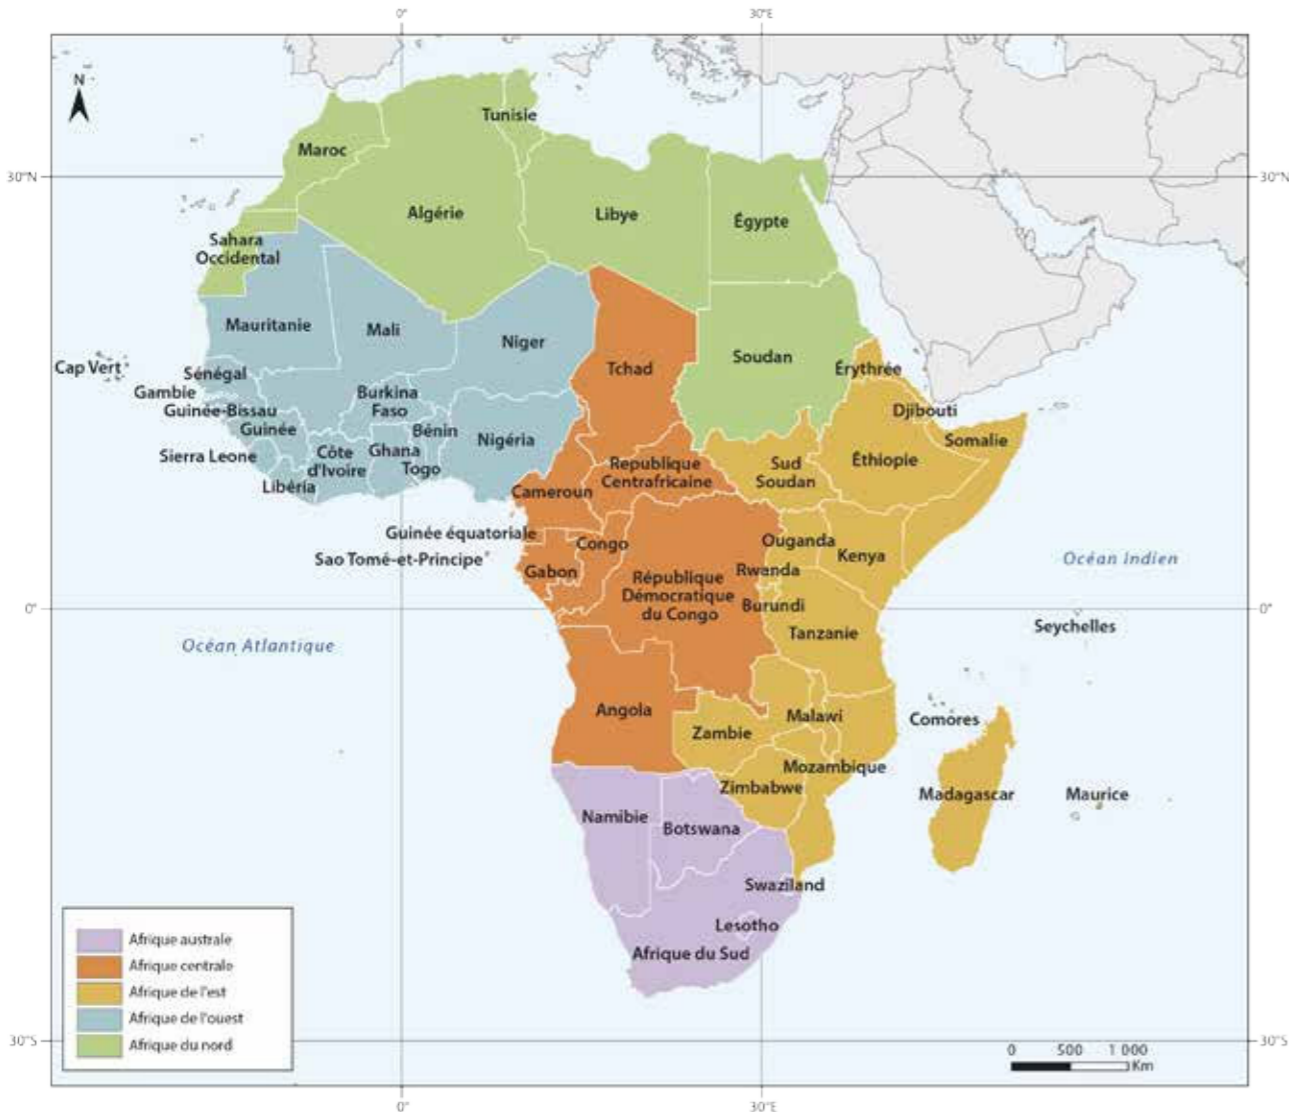 0°
30°E
N
Tunisie
Maroc
30°N
30°N
Algérie
Libye
Égypte
Sahara
Occidental
Mauritanie
Mali
Niger
Soudan
Cap Vert
Sénégal
Tchad
Érythrée
Gambie
Burkina
Faso
Guinée-Bissau
Djibouti
Guinée
Bénin
Nigéria
Somalie
Sierra Leone
Côte
d'Ivoire
Ghana
Togo
Republique
Centrafricaine
Sud
Soudan
Éthiopie
Libéria
Cameroun
Guinée équatoriale
Congo
Ouganda
Kenya
Sao Tomé-et-Principe
Gabon
République
Démocratique
du Congo
Rwanda
Océan Indien
Burundi
0°
0°
Tanzanie
Seychelles
Océan Atlantique
Angola
Malawi
Comores
Zambie
Mozambique
Zimbabwe
Madagascar
Maurice
Namibie
Botswana
Swaziland
Lesotho
Afrique du Sud
Afrique australe
Afrique centrale
Afrique de l'est
Afrique de l'ouest
Afrique du nord
30°S
30°S
0 500 1 000
Km
0°
30°E